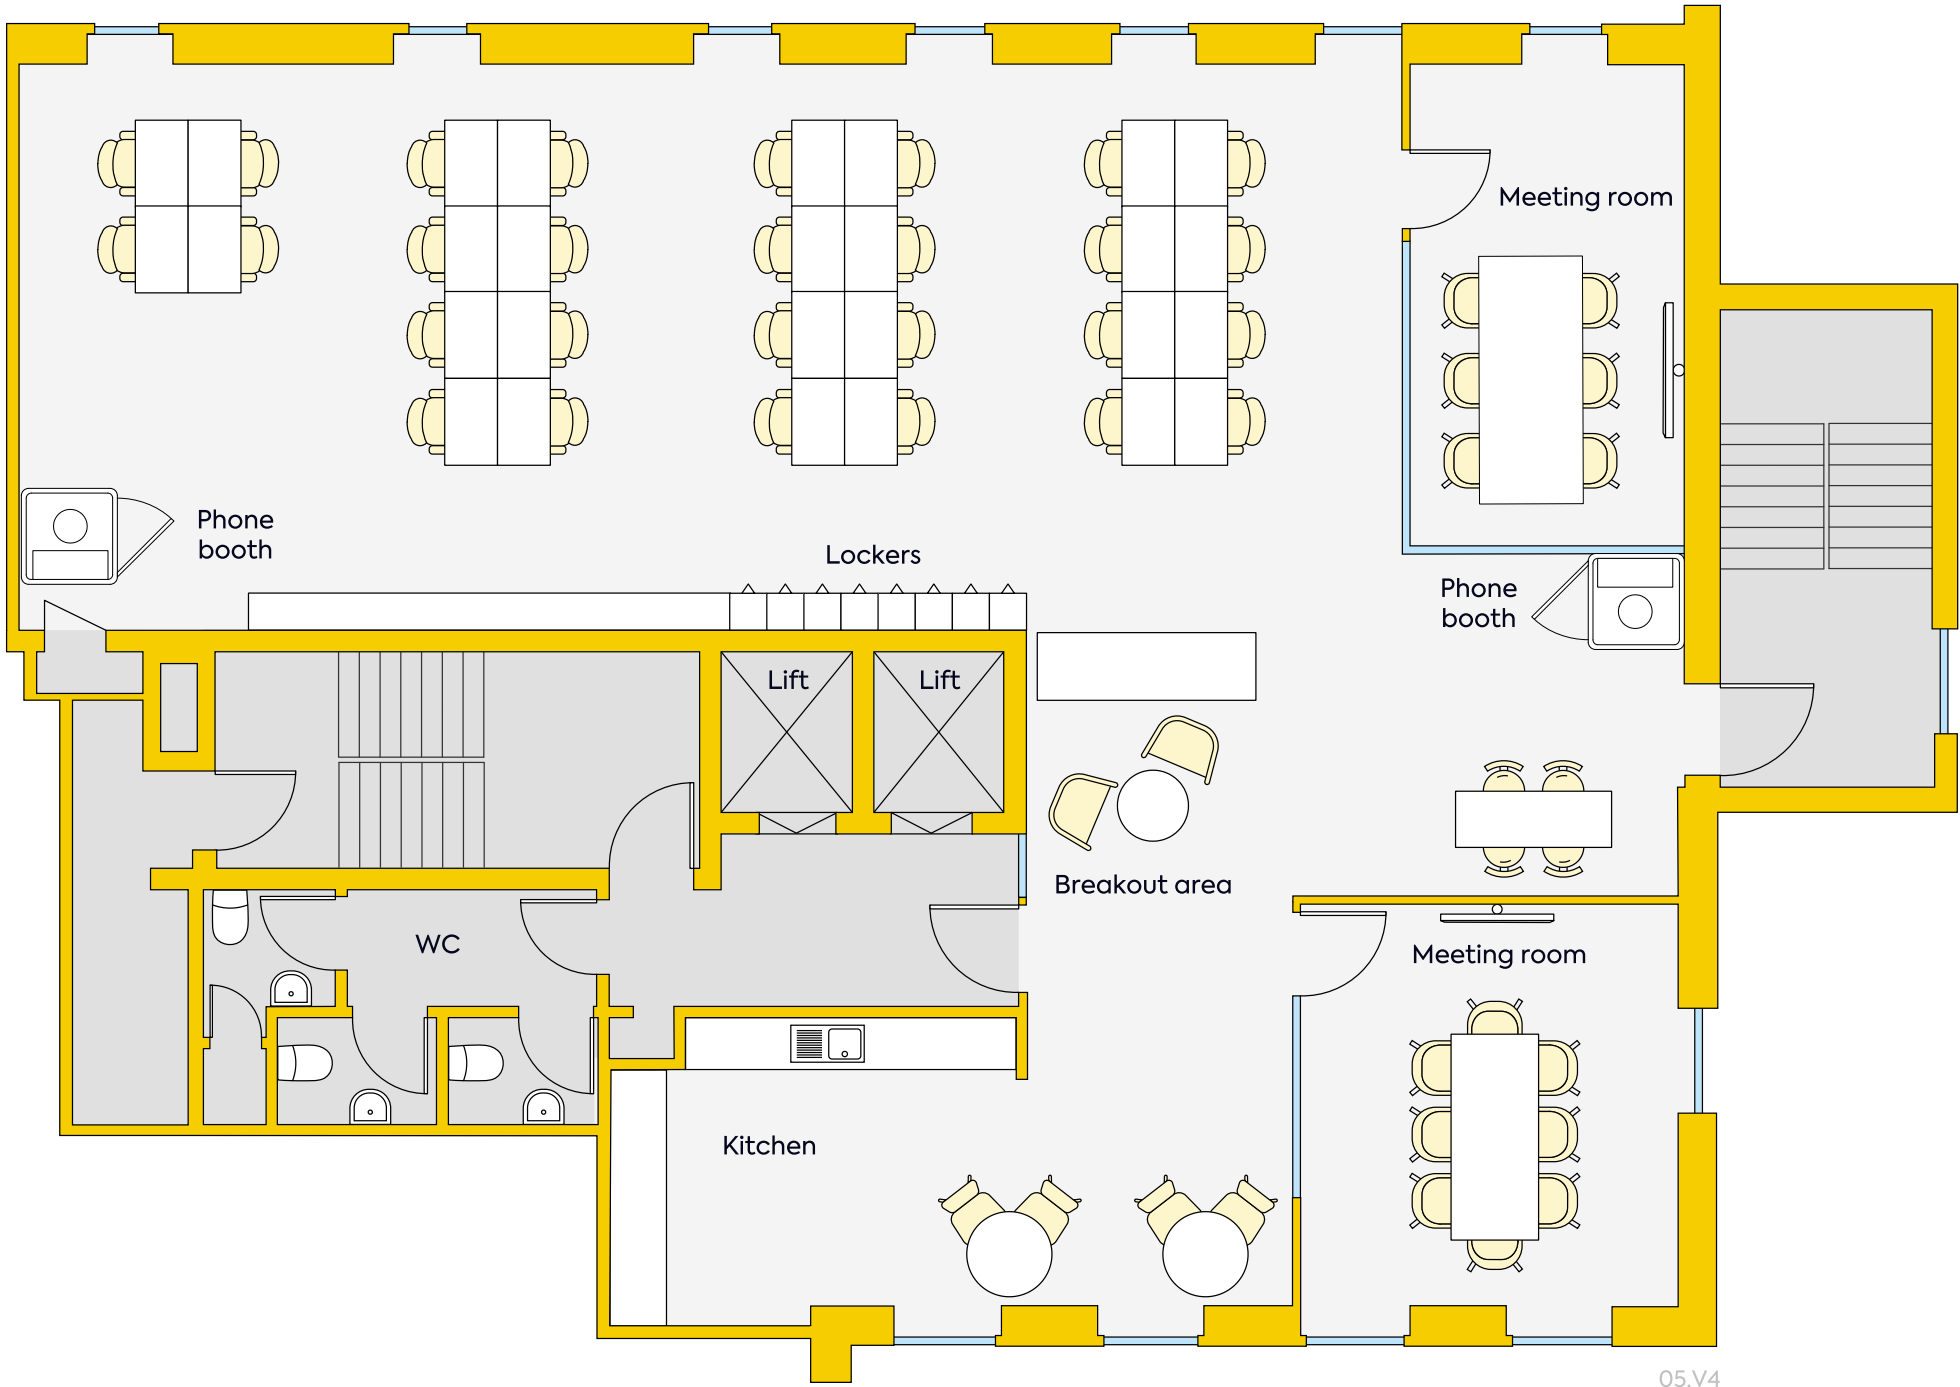 Meeting room
Phone
booth
Lockers
Phone
booth
Lift
Lift
Breakout area
WC
Meeting room
Kitchen
05.V4